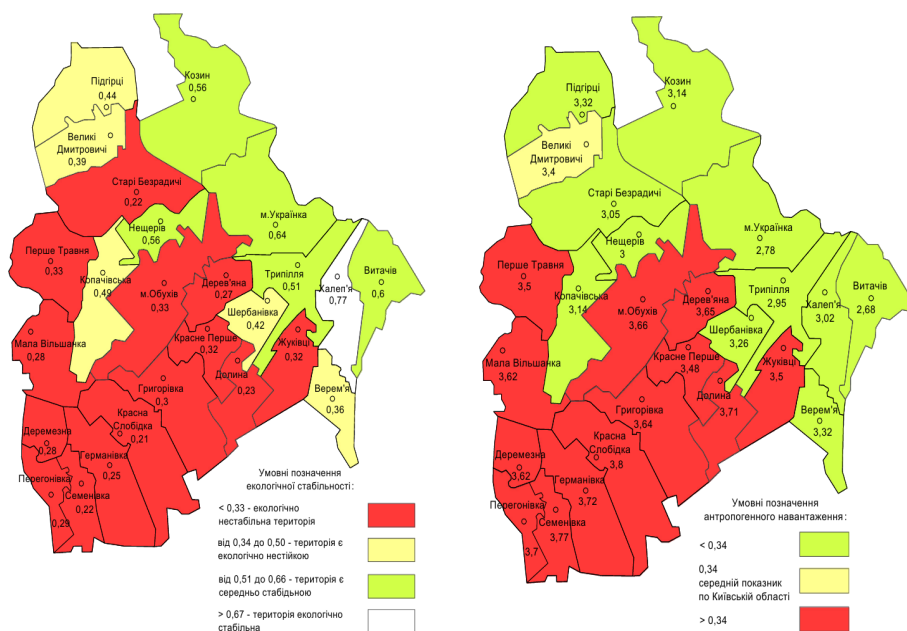 Козин
0,56
Підгірці
0,44
Великі
Дмитровичі
0,39
Старі Безрадичі
0,22
Нещерів
0,56
м.Українка
0,64
Перше Травня
0,33
Копачівська
0,49
Трипілля
0,51
Витачів
0,6
Халеп'я
0,77
Дерев'яна
0,27
м.Обухів
0,33
Щербанівка
0,42
Мала Вільшанка
0,28
Красне Перше
0,32
Жуківці
0,32
Долина
0,23
Григорівка
0,3
Верем'я
0,36
Красна
Слобідка
0,21
Деремезна
0,28
Германівка
0,25
Перегонівка
0,29
Семенівка
0,22
Умовні позначення
екологічної стабільності:
< 0,33 - екологічно
нестабільна територія
від 0,34 до 0,50 - територія є
екологічно нестійкою
від 0,51 до 0,66 - територія є
середньо стабідьною
> 0,67 - територія екологічно
стабільна
Козин
3,14
Підгірці
3,32
Великі
Дмитровичі
3,4
Старі Безрадичі
3,05
Нещерів
3
м.Українка
2,78
Перше Травня
3,5
Копачівська
3,14
Трипілля
2,95
Витачів
2,68
Халеп'я
3,02
Дерев'яна
3,65
м.Обухів
3,66
Щербанівка
3,26
Мала Вільшанка
3,62
Красне Перше
3,48
Жуківці
3,5
Долина
3,71
Григорівка
3,64
Верем'я
3,32
Красна
Слобідка
3,8
Деремезна
3,62
Германівка
3,72
Перегонівка
3,7
Семенівка
3,77
Умовні позначення
антропогенного навантаження:
< 0,34
0,34
середній показник
по Київській області
> 0,34